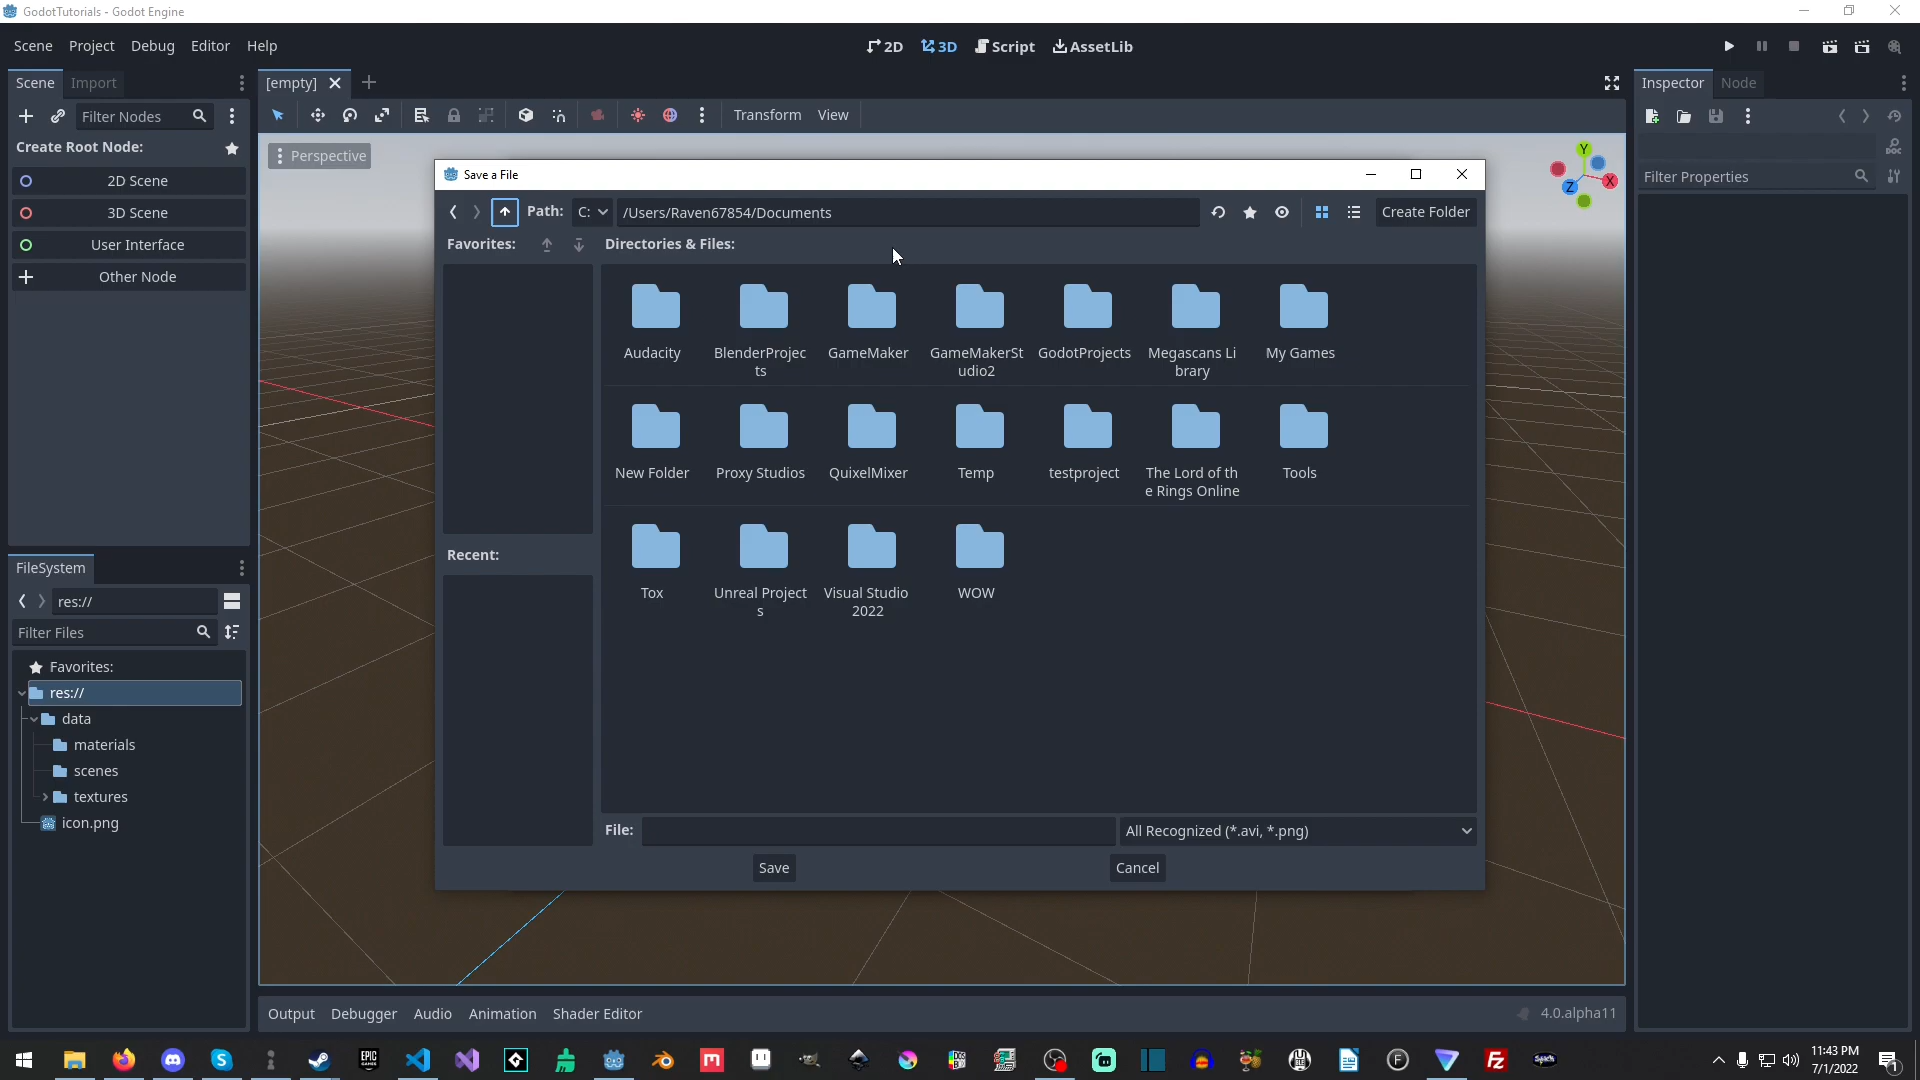 GodotTutorials - Godot Engine
Scene Project Debug Editor Help
2D 3D Script AssetLib
Scene Import
[empty]
Inspector Node
Filter Nodes
Transform View
Create Root Node:
Perspective
Save a File
Y
X
Z
DOC
Filter Properties
2D Scene
3D Scene
User Interface
Other Node
Path: C: /Users/Raven67854/Documents
Create Folder
Favorites:
Directories & Files:
Audacity
BlenderProjec
ts
GameMaker
GameMakerSt
udio2
GodotProjects
Megascans Li
brary
My Games
New Folder
Proxy Studios
QuixelMixer
Temp
testproject
The Lord of th
e Rings Online
Tools
Recent:
Tox
Unreal Project
s
Visual Studio
2022
WOW
FileSystem
res://
Filter Files
Favorites:
res://
data
materials
scenes
textures
icon.png
File:
All Recognized (*.avi, *.png)
Save
Cancel
Output Debugger Audio Animation Shader Editor
4.0.alpha11
EPIC
GAMES
11:43 PM
7/1/2022
1